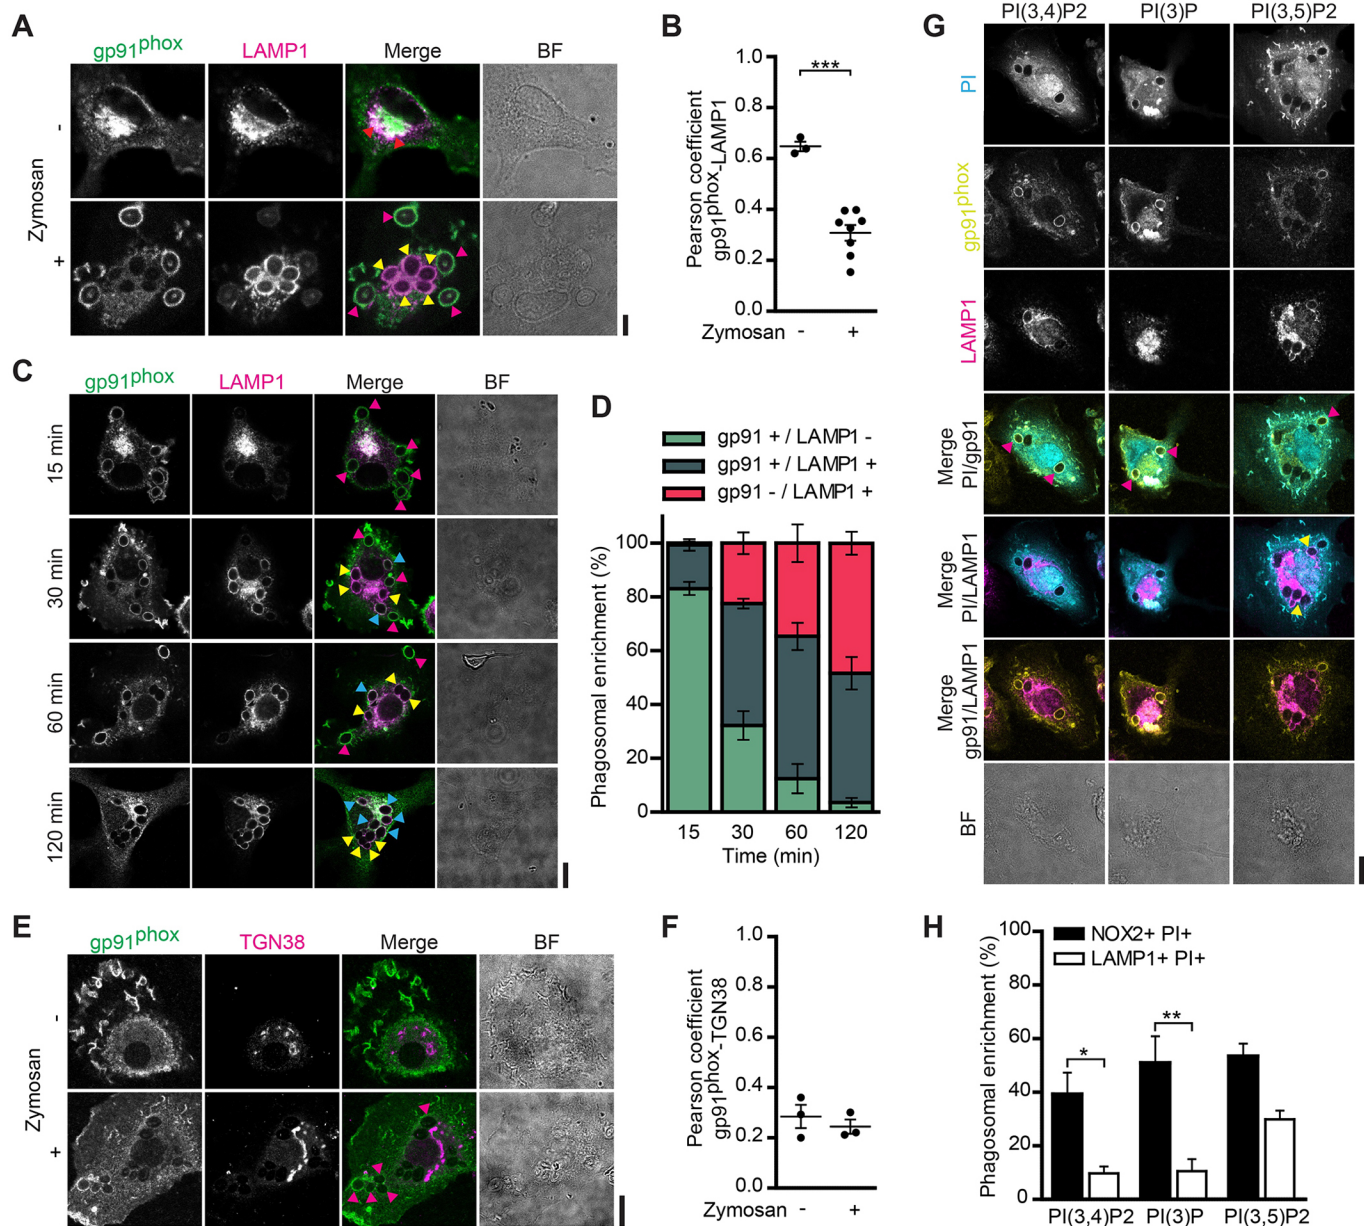 A
gp91phox LAMP1 Merge BF
Zymosan
-
+
B
Pearson coefficient
gp91phox-LAMP1
1.0
0.8
0.6
0.4
0.2
0.0
***
Zymosan - +
C
gp91phox LAMP1 Merge BF
15 min
30 min
60 min
120 min
D
gp91 + / LAMP1 -
gp91 + / LAMP1 +
gp91 - / LAMP1 +
Phagosomal enrichment (%)
100
80
60
40
20
0
15 30 60 120
Time (min)
E
gp91phox TGN38 Merge BF
Zymosan
-
+
F
Pearson coefficient
gp91phox-TGN38
1.0
0.8
0.6
0.4
0.2
0.0
Zymosan - +
G
PI(3,4)P2 PI(3)P PI(3,5)P2
PI
gp91phox
LAMP1
Merge
PI/gp91
Merge
PI/LAMP1
Merge
gp91/LAMP1
BF
H
NOX2+ PI+
LAMP1+ PI+
Phagosomal enrichment (%)
100
80
60
40
20
0
*
**
PI(3,4)P2 PI(3)P PI(3,5)P2